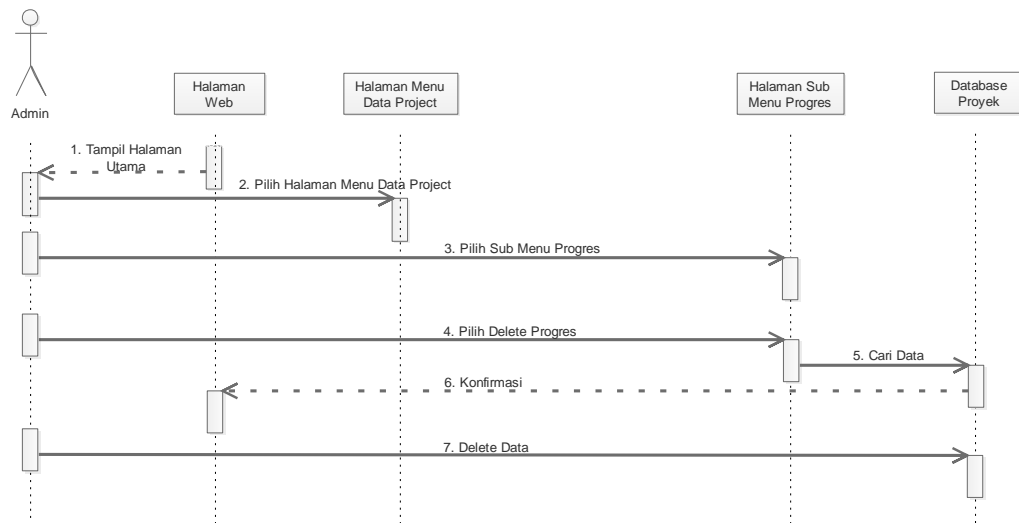 Admin
Halaman
Web
Halaman Menu
Data Project
Halaman Sub
Menu Progres
Database
Proyek
1. Tampil Halaman
Utama
2. Pilih Halaman Menu Data Project
3. Pilih Sub Menu Progres
4. Pilih Delete Progres
5. Cari Data
6. Konfirmasi
7. Delete Data